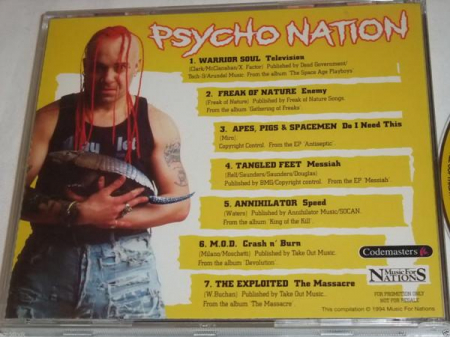 PSYCHO NATION
1. WARRIOR SOUL Television
(Clark/McClanahan/X. Factor) Published by Dead Government/
Tech-9/Arundel Music. From the album 'The Space Age Playboys'
2. FREAK OF NATURE Enemy
(Freak of Nature) Published by Freak of Nature Songs.
From the album 'Gathering of Freaks'
3. APES, PIGS & SPACEMEN Do I Need This
(Miro)
Copyright Control. From the EP 'Antiseptic'
4. TANGLED FEET Messiah
(Bell/Saunders/Saunders/Douglas)
Published by BMG/Copyright control. From the EP 'Messiah'
5. ANNIHILATOR Speed
(Waters) Published by Annihilator Music/SOCAN.
From the album 'King of the Kill'.
6. M.O.D. Crash n' Burn
(Milano/Moschetti) Published by Take Out Music.
From the album 'Devolution'
7. THE EXPLOITED The Massacre
(W. Buchan) Published by Take Out Music.
From the album 'The Massacre'
Codemasters
Music For
NATIONS
FOR PROMOTION ONLY
NOT FOR RESALE
This compilation © 1994 Music For Nations